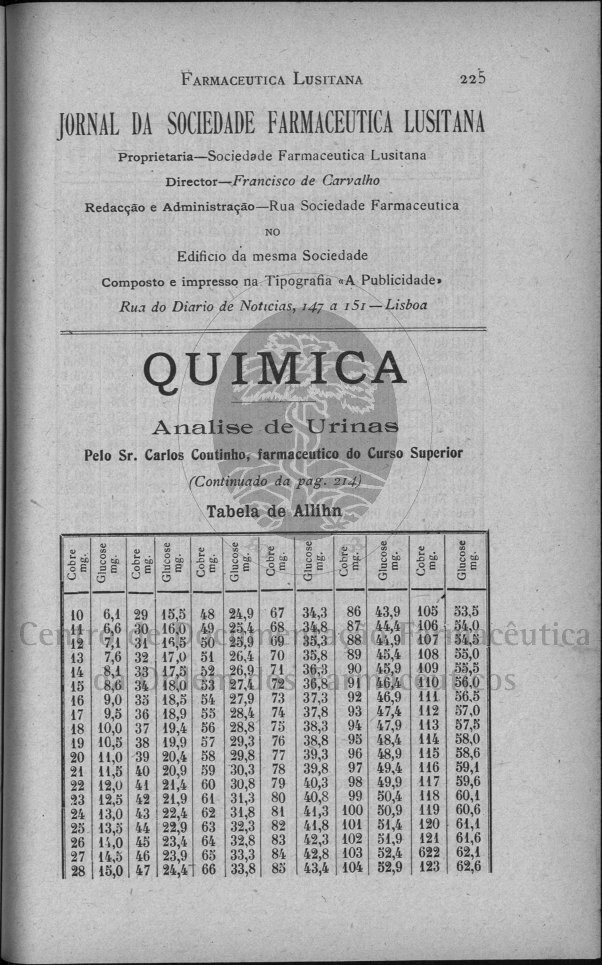 FARMACEUTICA LUSITANA 225
JORNAL DA SOCIEDADE FARMACEUTICA LUSITANA
Proprietaria—Sociedade Farmaceutica Lusitana
Director—Francisco de Carvalho
Redacção e Administração—Rua Sociedade Farmaceutica
NO
Edificio da mesma Sociedade
Composto e impresso na Tipografia «A Publicidade»
Rua do Diario de Noticias, 147 a 151—Lisboa
QUIMICA
Analise de Urinas
Pelo Sr. Carlos Coutinho, farmaceutico do Curso Superior
(Continuado da pag. 214)
Tabela de Allihn
Cobre mg. Glucose mg. Cobre mg. Glucose mg. Cobre mg. Glucose mg. Cobre mg. Glucose mg. Cobre mg. Glucose mg. Cobre mg. Glucose mg.
10 6,1 29 15,5 48 24,9 67 34,3 86 43,9 105 53,5
11 6,6 30 16,0 49 25,4 68 34,8 87 44,4 106 54,0
12 7,1 31 16,5 50 25,9 69 35,3 88 44,9 107 54,5
13 7,6 32 17,0 51 26,4 70 35,8 89 45,4 108 55,0
14 8,1 33 17,5 52 26,9 71 36,3 90 45,9 109 55,5
15 8,6 34 18,0 53 27,4 72 36,8 91 46,4 110 56,0
16 9,0 35 18,5 54 27,9 73 37,3 92 46,9 111 56,5
17 9,5 36 18,9 55 28,4 74 37,8 93 47,4 112 57,0
18 10,0 37 19,4 56 28,8 75 38,3 94 47,9 113 57,5
19 10,5 38 19,9 57 29,3 76 38,8 95 48,4 114 58,0
20 11,0 39 20,4 58 29,8 77 39,3 96 48,9 115 58,6
21 11,5 40 20,9 59 30,3 78 39,8 97 49,4 116 59,1
22 12,0 41 21,4 60 30,8 79 40,3 98 49,9 117 59,6
23 12,5 42 21,9 61 31,3 80 40,8 99 50,4 118 60,1
24 13,0 43 22,4 62 31,8 81 41,3 100 50,9 119 60,6
25 13,5 44 22,9 63 32,3 82 41,8 101 51,4 120 61,1
26 14,0 45 23,4 64 32,8 83 42,3 102 51,9 121 61,6
27 14,5 46 23,9 65 33,3 84 42,8 103 52,4 622 62,1
28 15,0 47 24,4 66 33,8 85 43,4 104 52,9 123 62,6
Centro de Documentação Farmacêutica
da Ordem dos Farmacêuticos